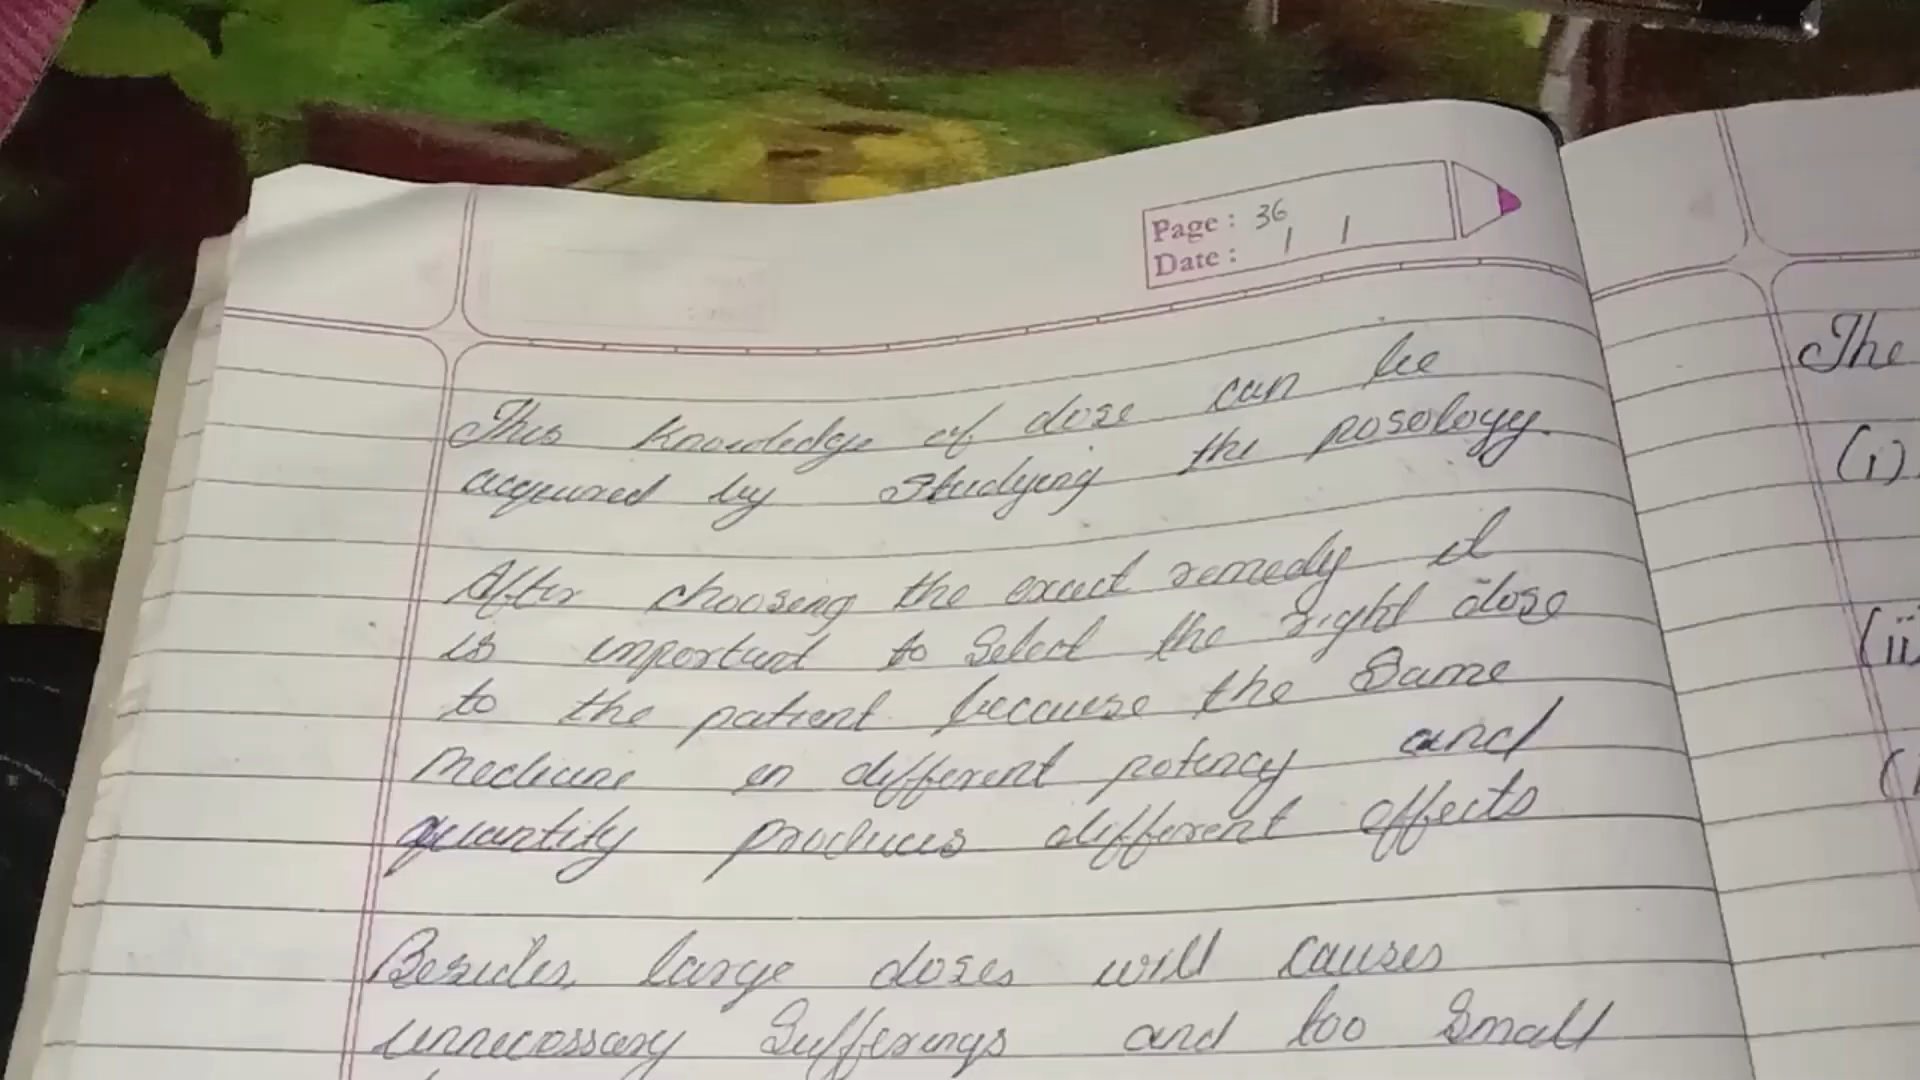 Page : 36
Date : / /
This knowledge of dose can be
acquired by Studying the posology.
After choosing the exact remedy it
is important to Select the right dose
to the patient because the Same
medicine in different potency and
quantity produces different effects
Besides, large doses will causes
unnecessary Sufferings and too Small
The
(i)
(ii)